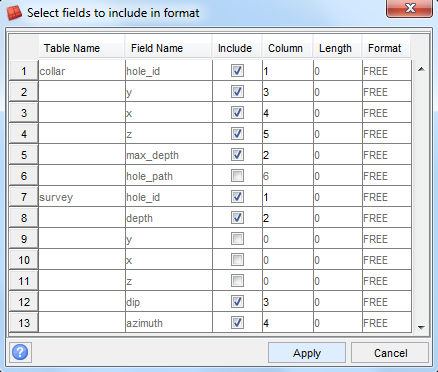 Select fields to include in format
Table Name Field Name Include Column Length Format
1 collar hole_id 1 0 FREE
2 y 3 0 FREE
3 x 4 0 FREE
4 z 5 0 FREE
5 max_depth 2 0 FREE
6 hole_path 6 0 FREE
7 survey hole_id 1 0 FREE
8 depth 2 0 FREE
9 y 0 0 FREE
10 x 0 0 FREE
11 z 0 0 FREE
12 dip 3 0 FREE
13 azimuth 4 0 FREE
? Apply Cancel